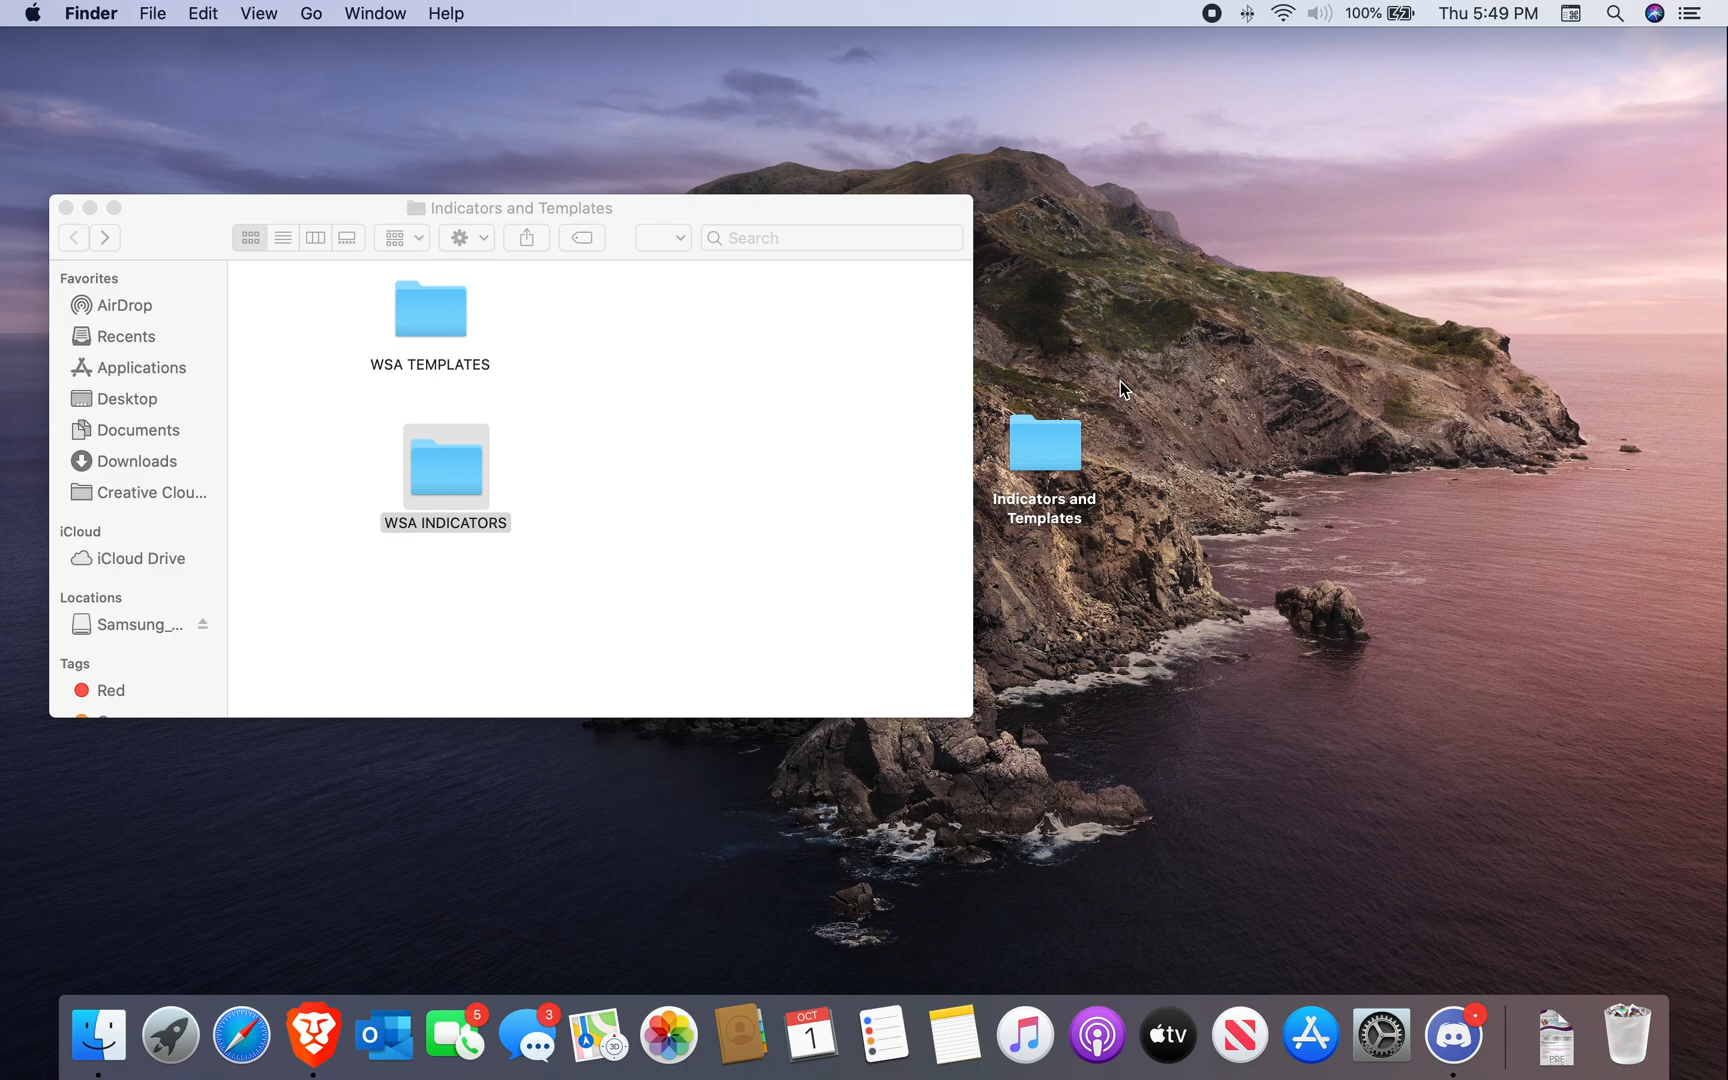 Finder File Edit View Go Window Help 100% Thu 5:49 PM
Indicators and Templates
Search
Favorites
AirDrop
Recents
Applications
Desktop
Documents
Downloads
Creative Clou...
iCloud
iCloud Drive
Locations
Samsung_...
Tags
Red
WSA TEMPLATES
WSA INDICATORS
Indicators and
Templates
5
3
3D
OCT
1
tv
PDF